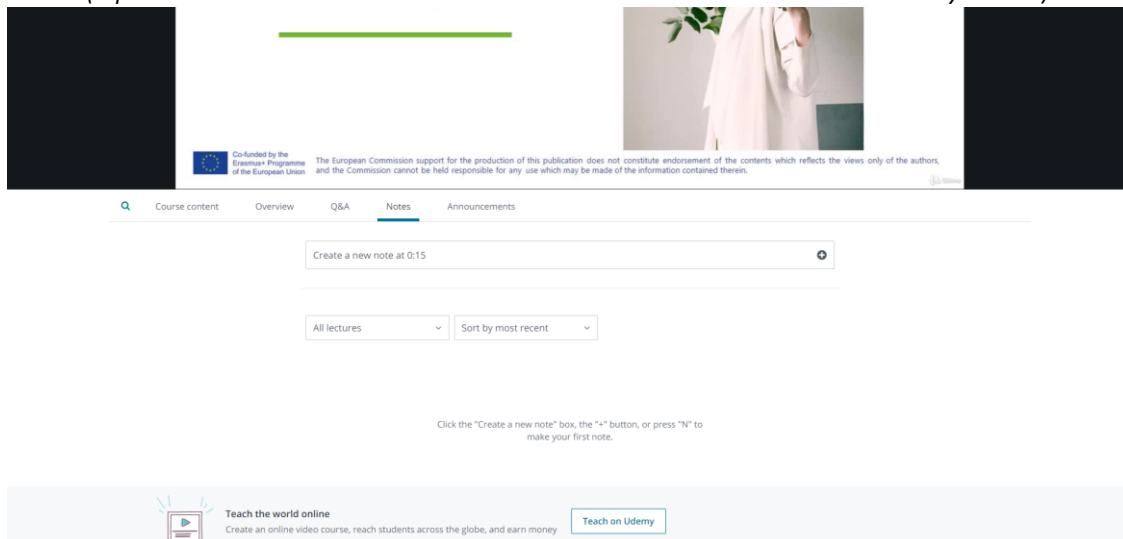 Co-funded by the
Erasmus+ Programme
of the European Union
The European Commission support for the production of this publication does not constitute endorsement of the contents which reflects the views only of the authors,
and the Commission cannot be held responsible for any use which may be made of the information contained therein.
Course content Overview Q&A Notes Announcements
Create a new note at 0:15
All lectures Sort by most recent
Click the "Create a new note" box, the "+" button, or press "N" to
make your first note.
Teach the world online
Create an online video course, reach students across the globe, and earn money
Teach on Udemy